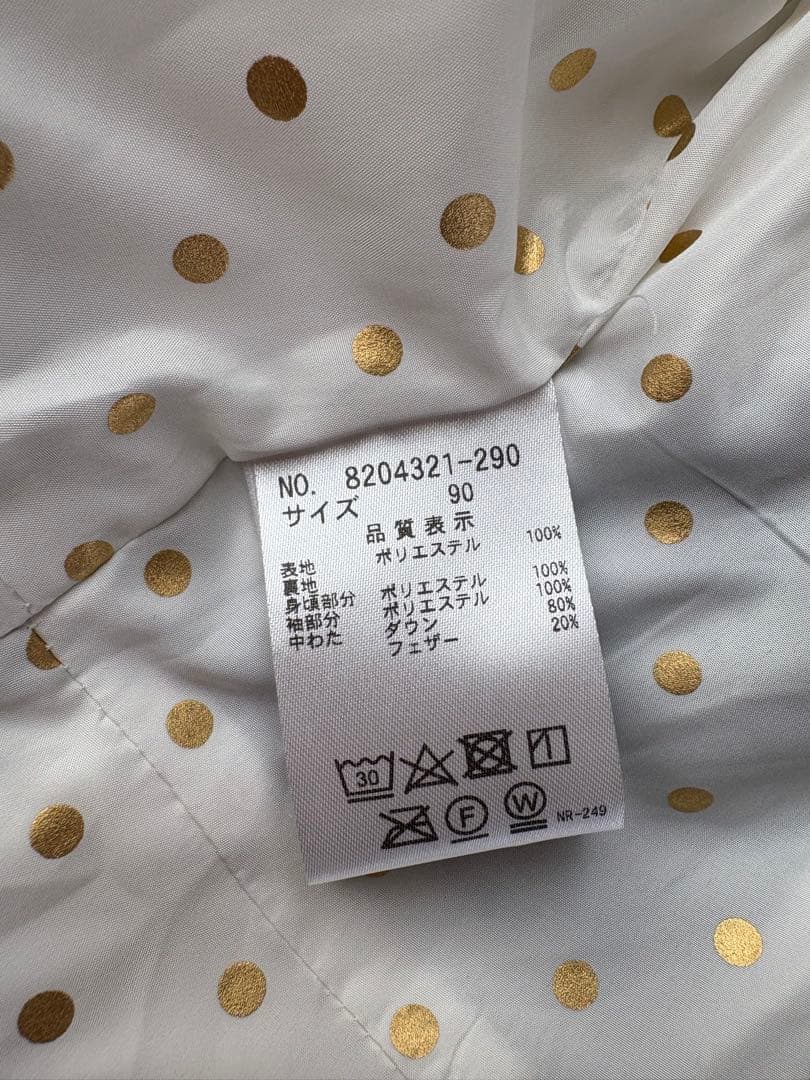 NO. 8204321-290
サイズ 90
品質表示
表地 ポリエステル 100%
裏地
身頃部分 ポリエステル 100%
袖部分 ポリエステル 100%
中わた ダウン 80%
フェザー 20%
30
F W NR-249